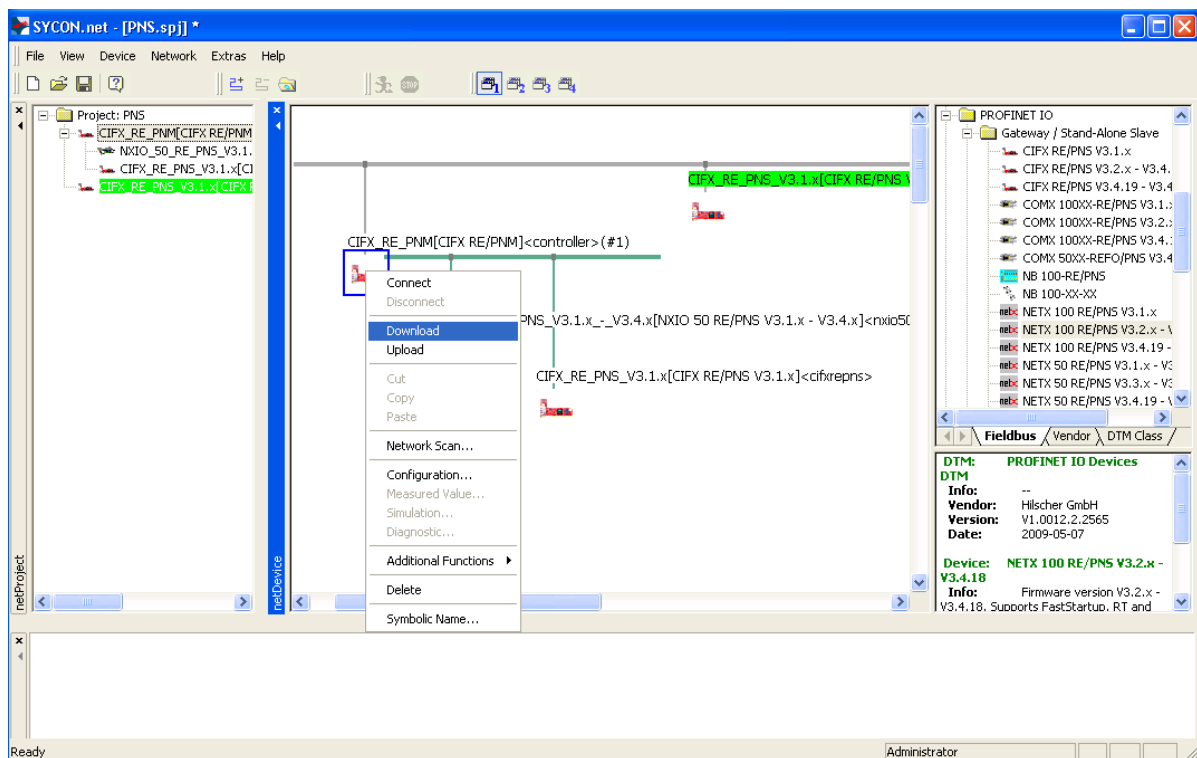 SYCON.net - [PNS.spj] *
File View Device Network Extras Help
STOP
1 2 3 4
Project: PNS
CIFX_RE_PNM[CIFX RE/PNM
NXIO_50_RE_PNS_V3.1.
CIFX_RE_PNS_V3.1.x[CI
CIFX_RE_PNS_V3.1.x[CIFX R
netProject
netDevice
CIFX_RE_PNS_V3.1.x[CIFX RE/PNS V
CIFX_RE_PNM[CIFX RE/PNM]<controller>(#1)
PNS_V3.1.x_-_V3.4.x[NXIO 50 RE/PNS V3.1.x - V3.4.x]<nxio50
CIFX_RE_PNS_V3.1.x[CIFX RE/PNS V3.1.x]<cifxrepns>
Connect
Disconnect
Download
Upload
Cut
Copy
Paste
Network Scan...
Configuration...
Measured Value...
Simulation...
Diagnostic...
Additional Functions
Delete
Symbolic Name...
PROFINET IO
Gateway / Stand-Alone Slave
CIFX RE/PNS V3.1.x
CIFX RE/PNS V3.2.x - V3.4.
CIFX RE/PNS V3.4.19 - V3.4
COMX 100XX-RE/PNS V3.1.x
COMX 100XX-RE/PNS V3.2.x
COMX 100XX-RE/PNS V3.4.
COMX 50XX-REFO/PNS V3.4
NB 100-RE/PNS
NB 100-XX-XX
NETX 100 RE/PNS V3.1.x
NETX 100 RE/PNS V3.2.x - V
NETX 100 RE/PNS V3.4.19 -
NETX 50 RE/PNS V3.1.x - V3
NETX 50 RE/PNS V3.3.x - V3
NETX 50 RE/PNS V3.4.19 - V
Fieldbus Vendor DTM Class
DTM: PROFINET IO Devices
DTM
Info: --
Vendor: Hilscher GmbH
Version: V1.0012.2.2565
Date: 2009-05-07
Device: NETX 100 RE/PNS V3.2.x -
V3.4.18
Info: Firmware version V3.2.x -
V3.4.18. Supports FastStartup. RT and
Ready
Administrator